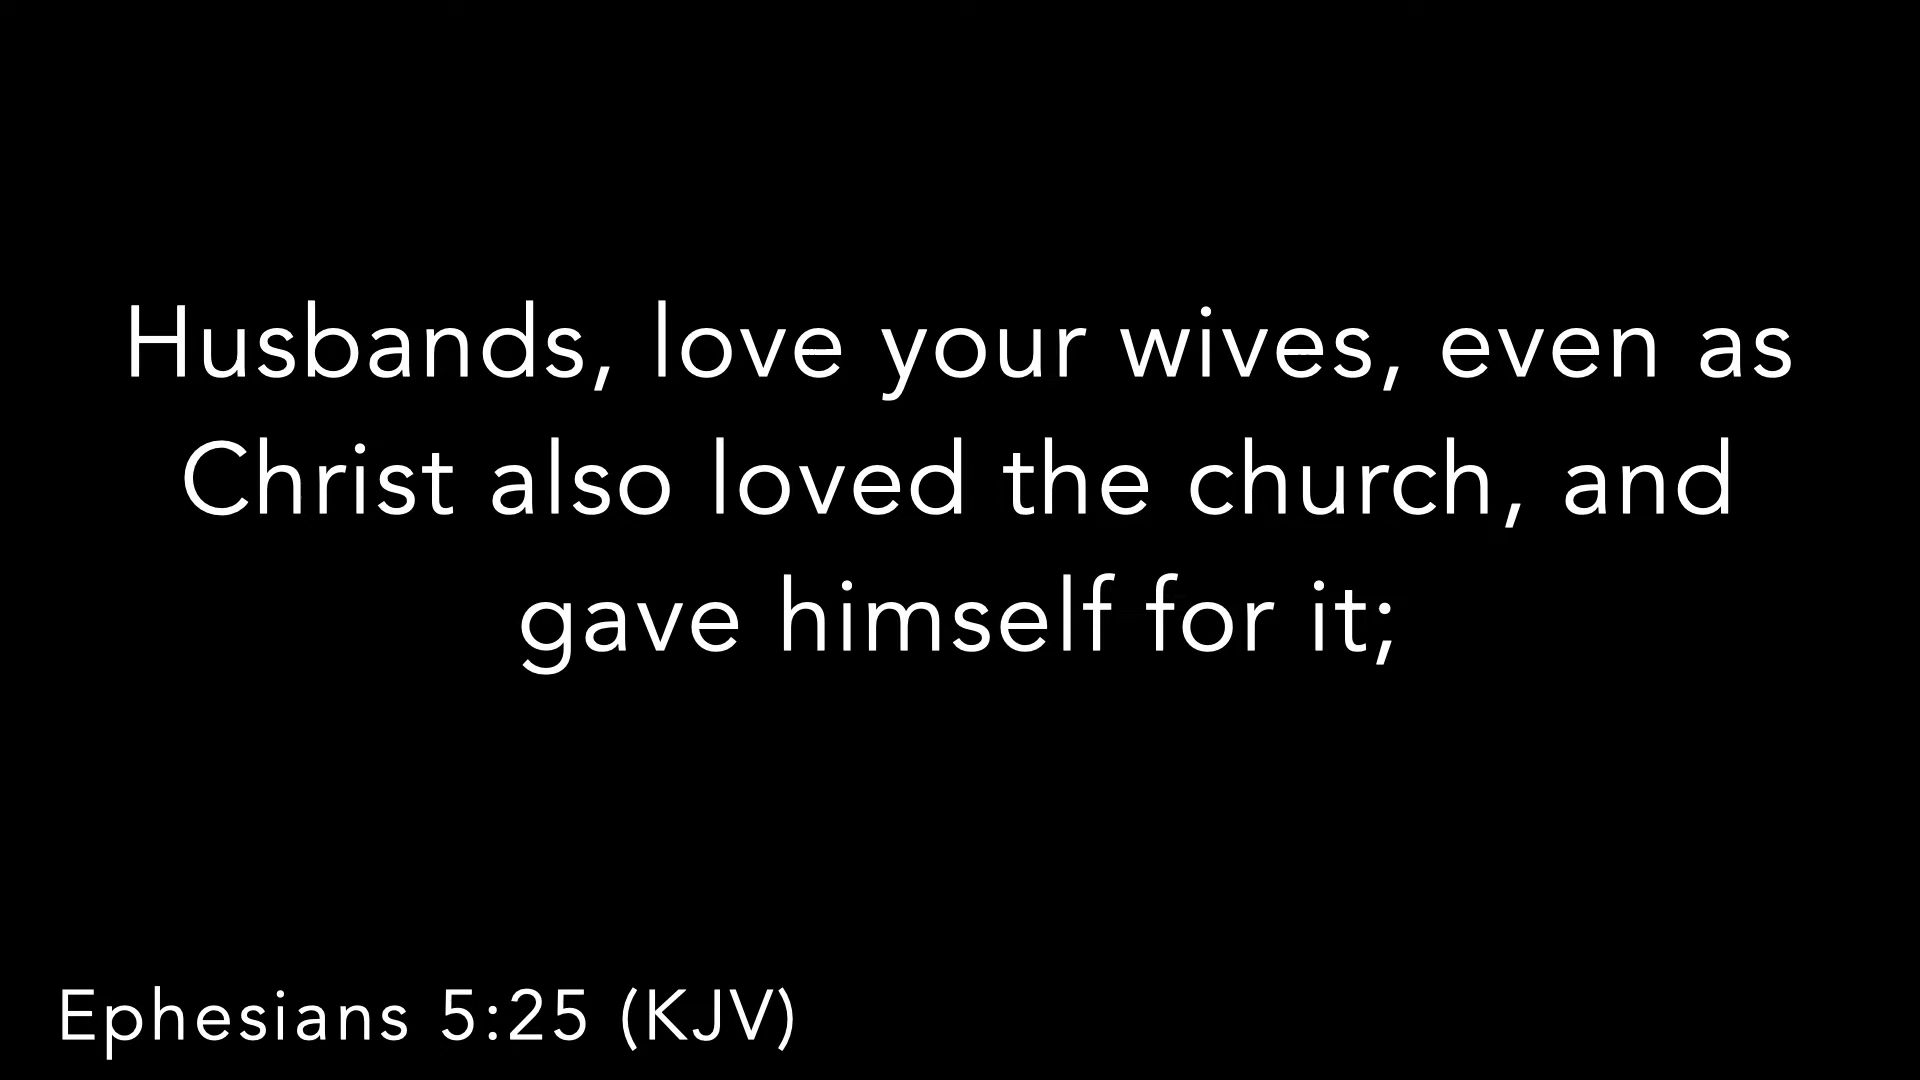 Husbands, love your wives, even as
Christ also loved the church, and
gave himself for it;
Ephesians 5:25 (KJV)